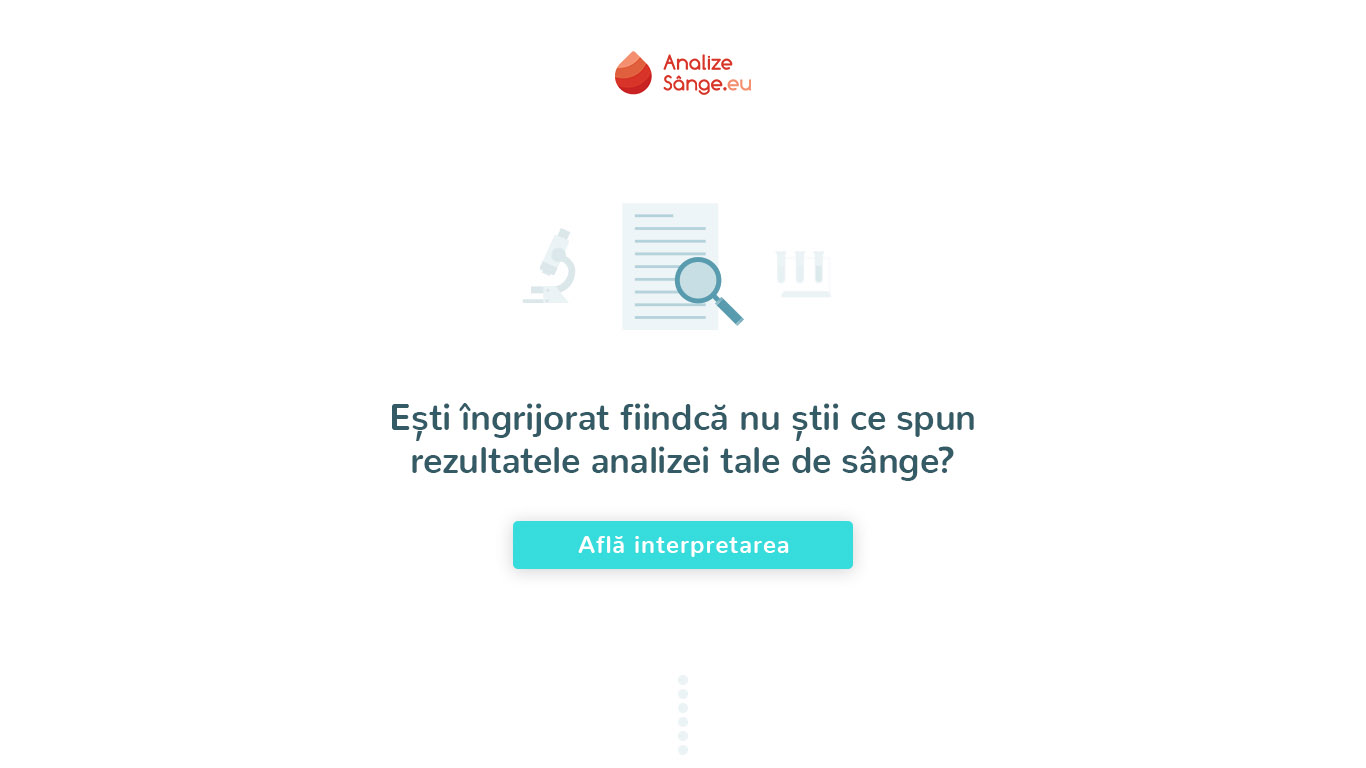 Analize
Sânge.eu
Ești îngrijorat fiindcă nu știi ce spun
rezultatele analizei tale de sânge?
Află interpretarea